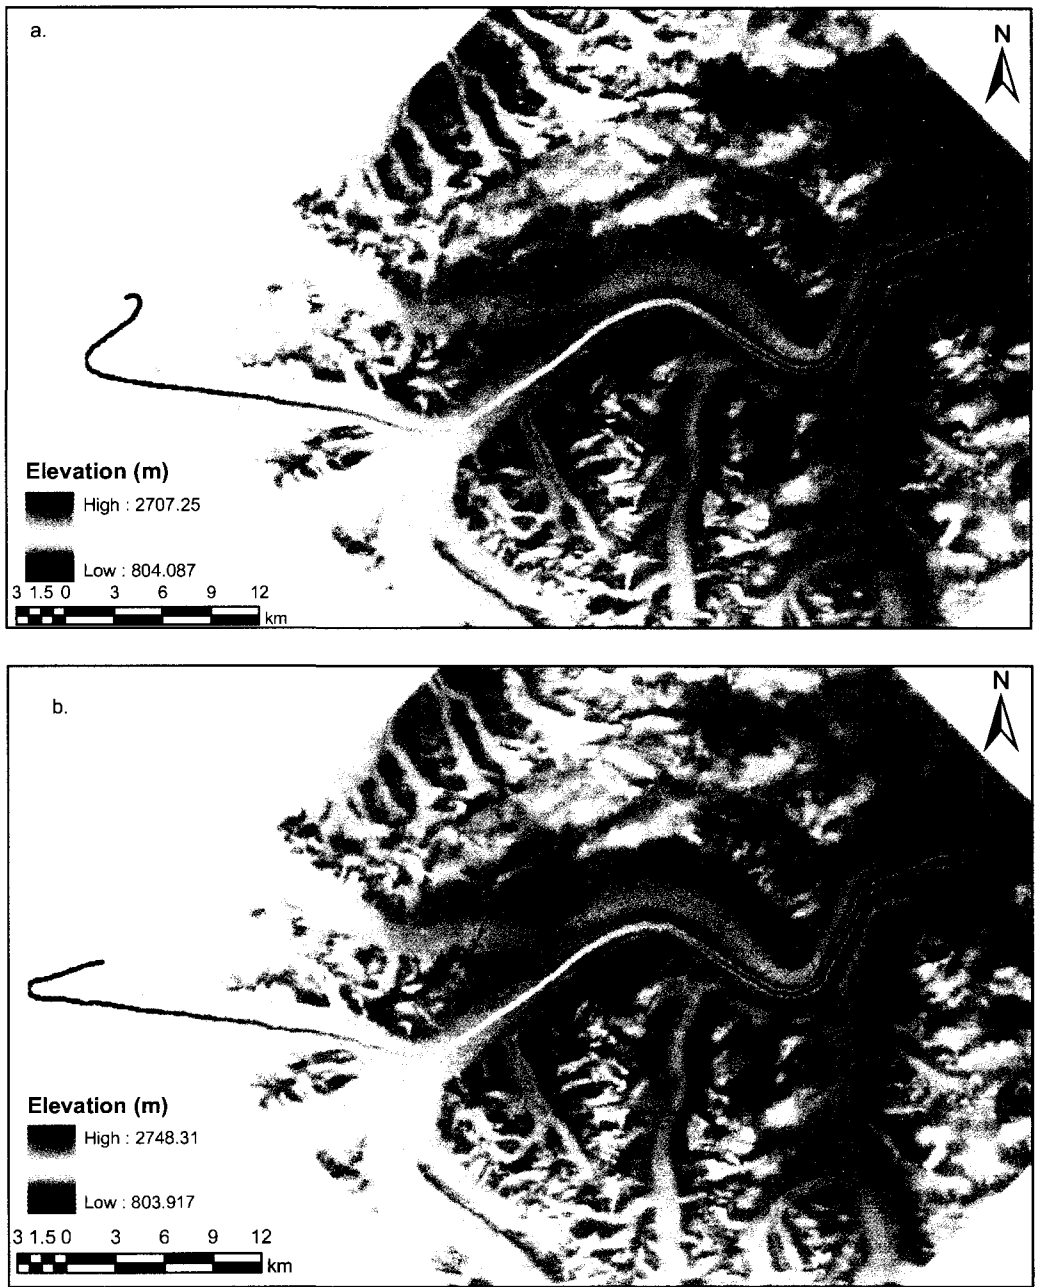 a.
N
Elevation (m)
High : 2707.25
Low : 804.087
3 1.5 0 3 6 9 12
km
b.
N
Elevation (m)
High : 2748.31
Low : 803.917
3 1.5 0 3 6 9 12
km